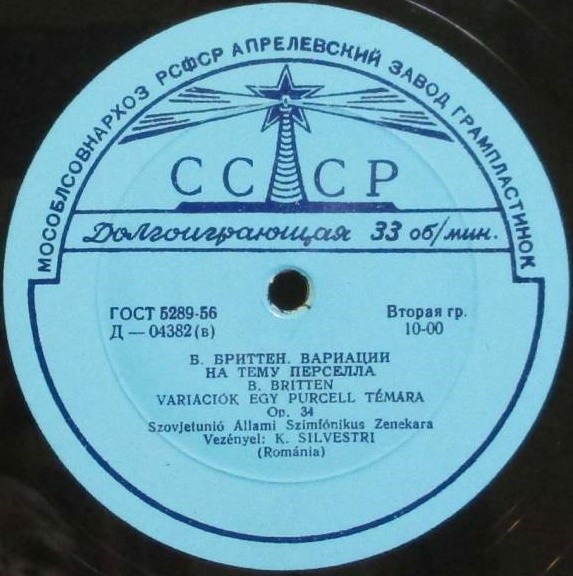 МОСОБЛСОВНАРХОЗ РСФСР АПРЕЛЕВСКИЙ ЗАВОД ГРАМПЛАСТИНОК
СССР
Долгоиграющая 33 об/мин.
ГОСТ 5289-56 Вторая гр.
Д — 04382 (в) 10-00
Б. БРИТТЕН. ВАРИАЦИИ
НА ТЕМУ ПЕРСЕЛЛА
B. BRITTEN
VARIACIÓK EGY PURCELL TÉMÁRA
Op. 34
Szovjetunió Állami Szimfónikus Zenekara
Vezényel: K. SILVESTRI
(Románia)